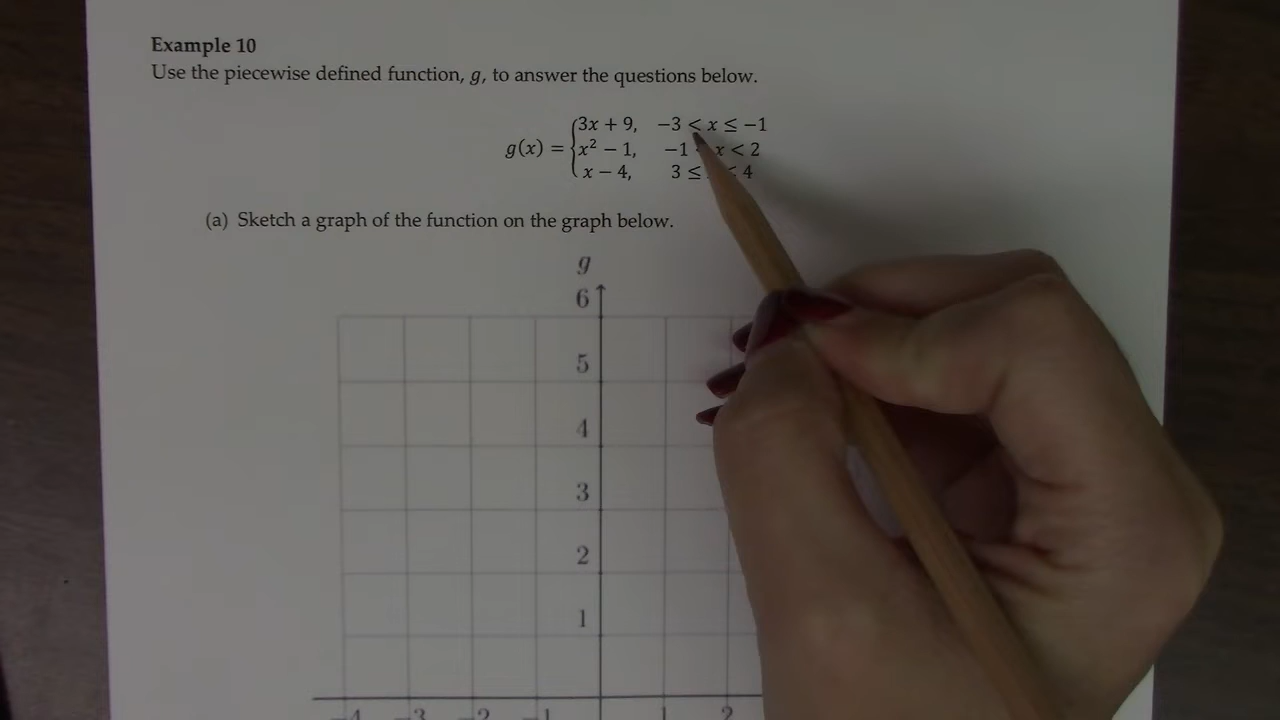 Example 10
Use the piecewise defined function, g, to answer the questions below.
3x + 9, −3 < x ≤ −1
g(x) = { x² − 1, −1 x < 2
x − 4, 3 ≤ 4
(a) Sketch a graph of the function on the graph below.
g
6
5
4
3
2
1
−4 −3 −2 −1 1 2